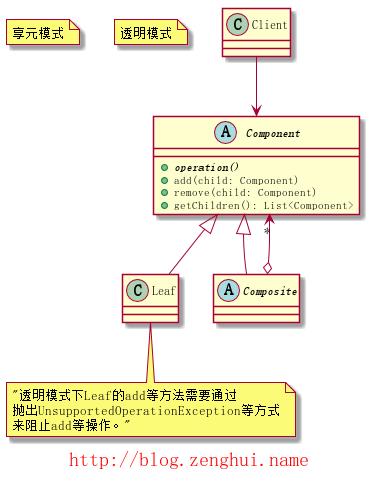 享元模式
透明模式
C Client
A Component
operation()
add(child: Component)
remove(child: Component)
getChildren(): List<Component>
*
C Leaf
A Composite
"透明模式下Leaf的add等方法需要通过
抛出UnsupportedOperationException等方式
来阻止add等操作。"
http://blog.zenghui.name